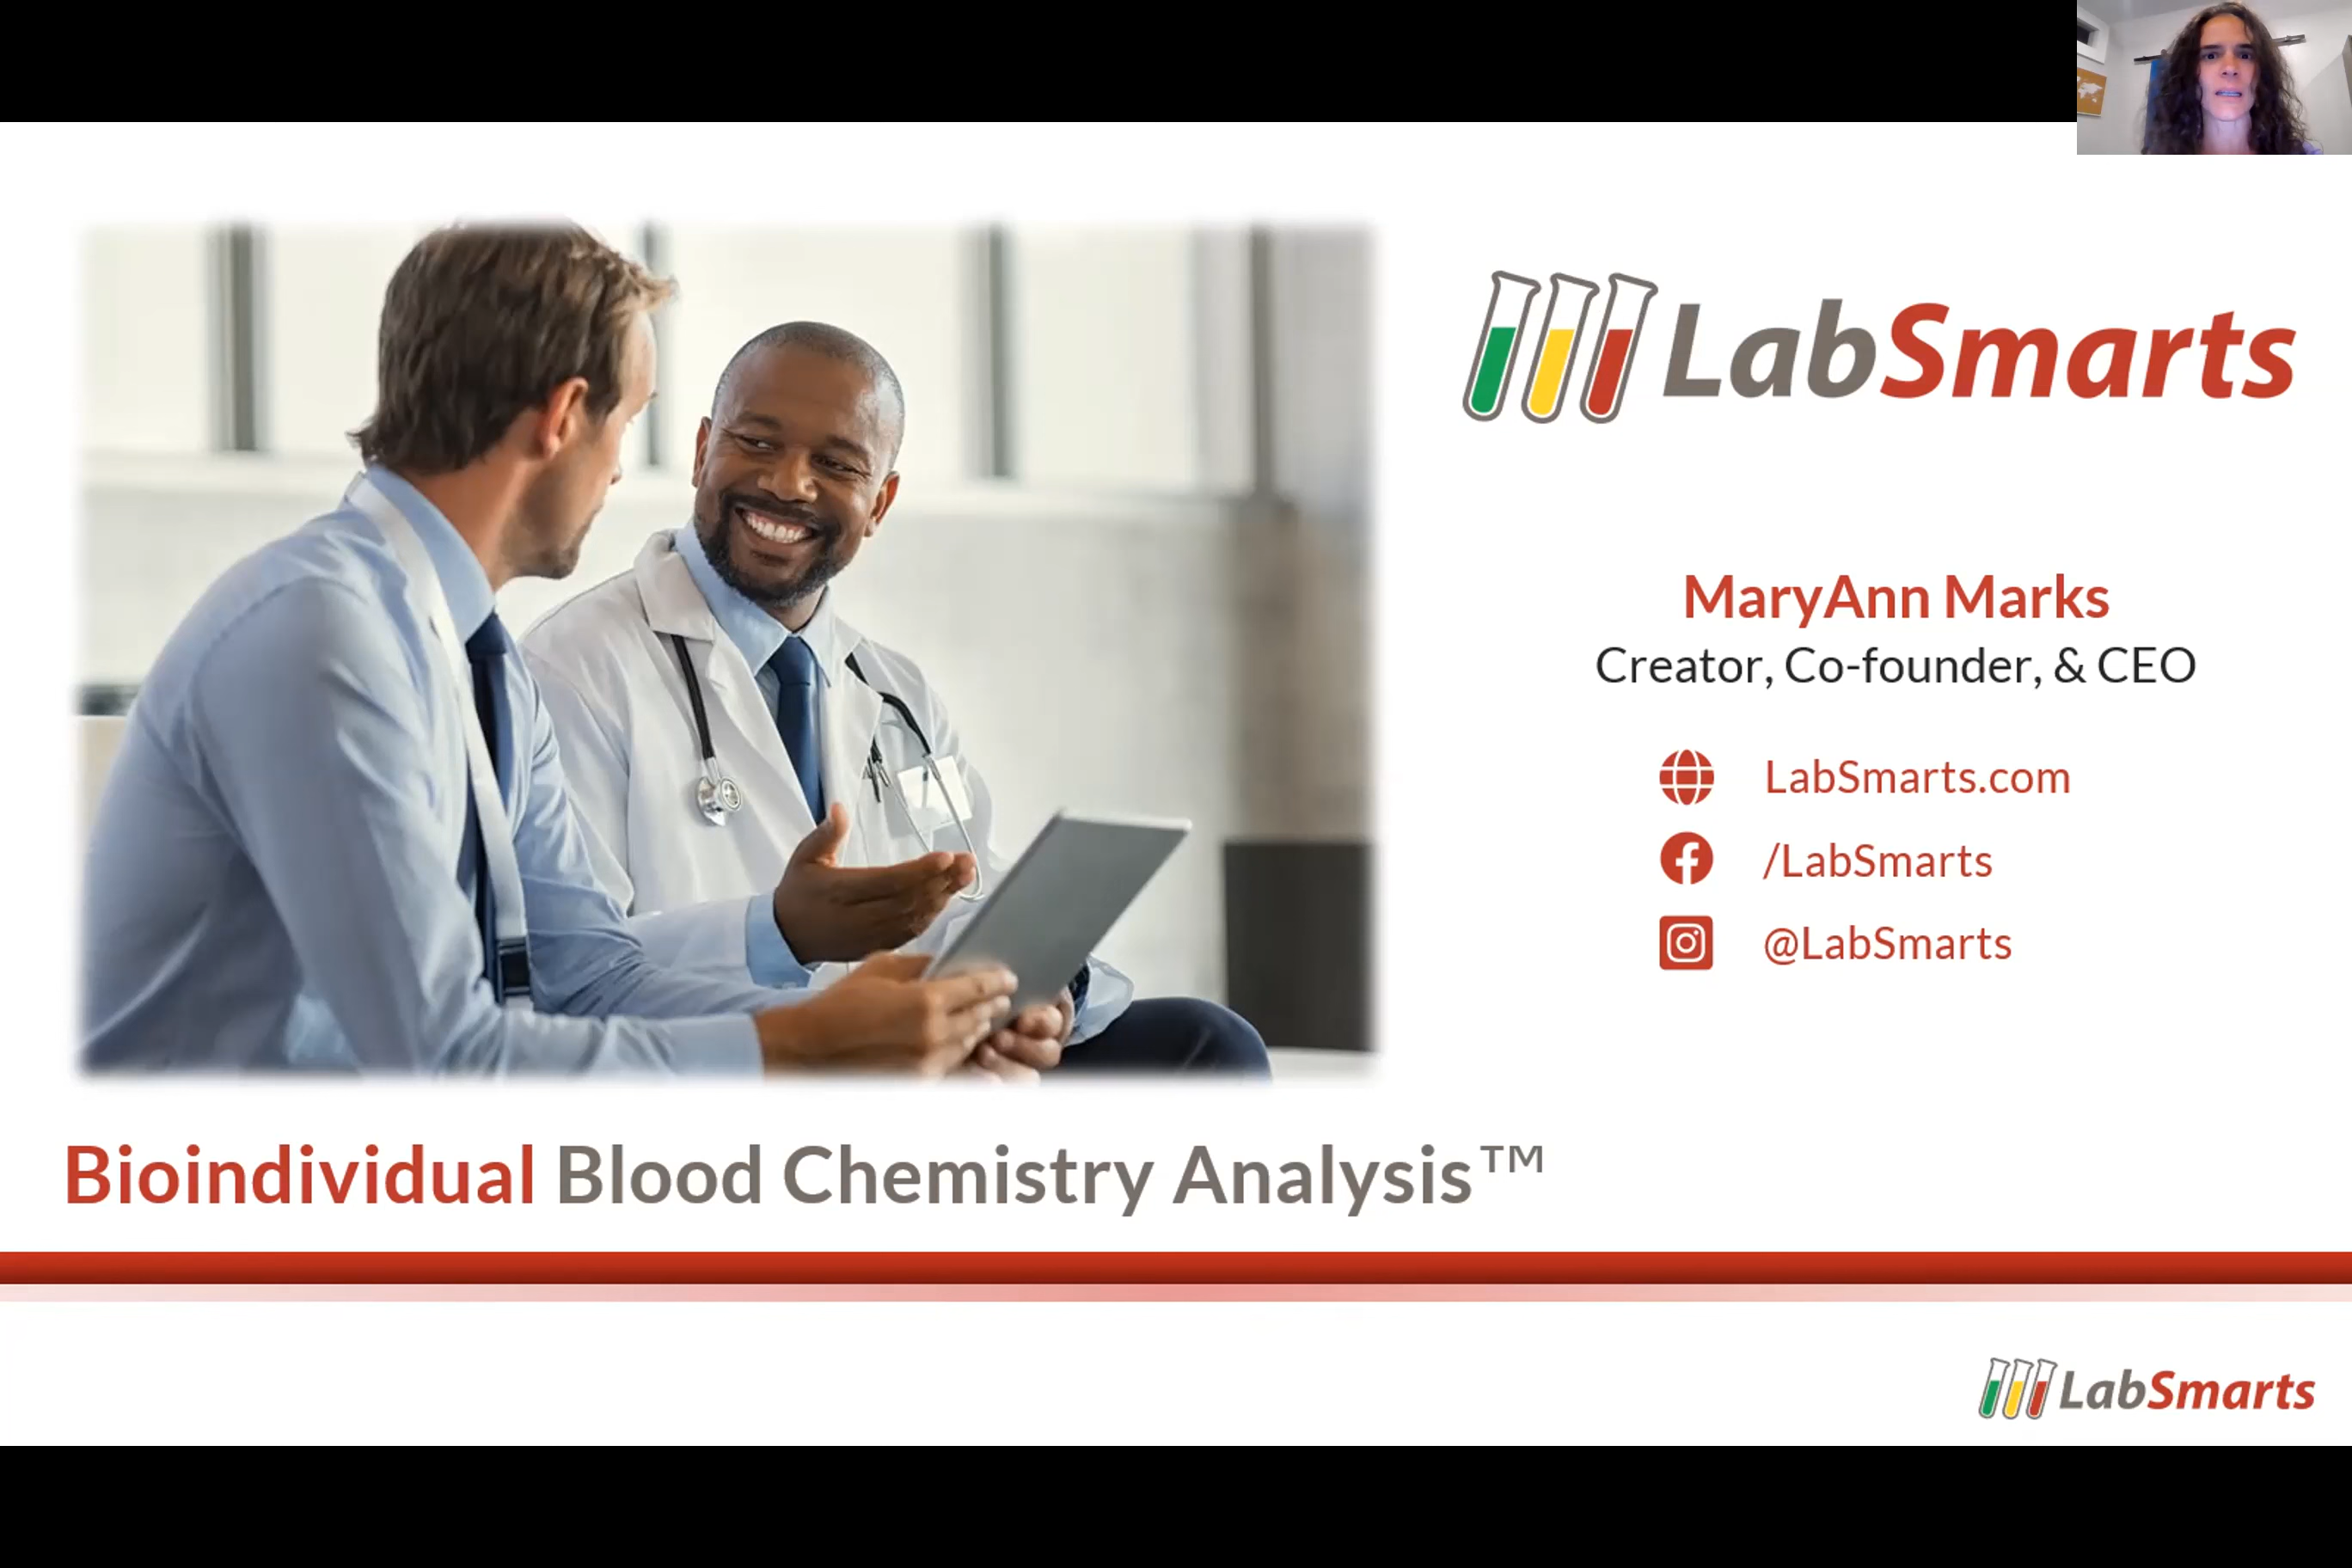 LabSmarts
MaryAnn Marks
Creator, Co-founder, & CEO
LabSmarts.com
/LabSmarts
@LabSmarts
Bioindividual Blood Chemistry Analysis™
LabSmarts